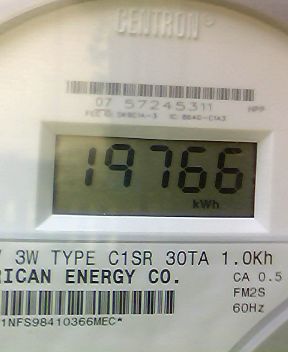 CENTRON®
07 57245311
HPP
19766
kWh
3W TYPE C1SR 30TA 1.0Kh
RICAN ENERGY CO.
CA 0.5
FM2S
60Hz
1NFS98410366MEC*